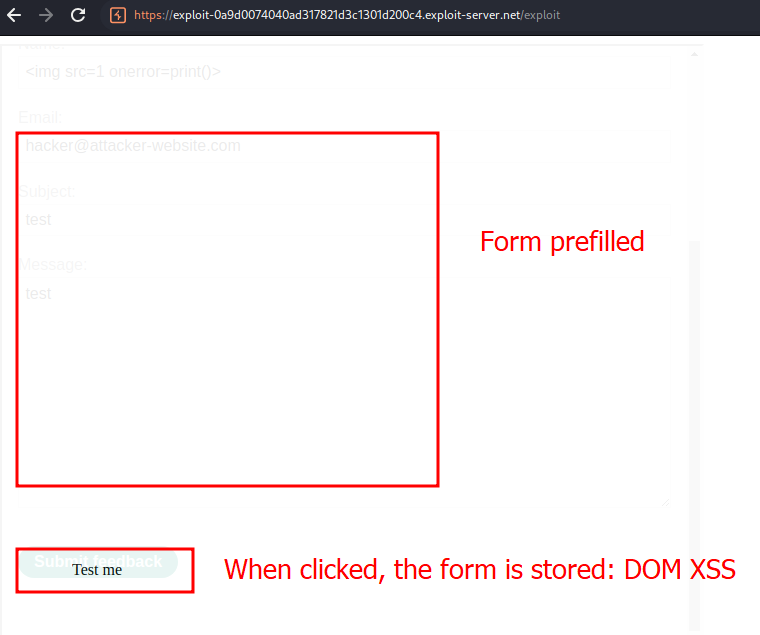 https://exploit-0a9d0074040ad317821d3c1301d200c4.exploit-server.net/exploit
Name:
<img src=1 onerror=print()>
Email:
hacker@attacker-website.com
Subject:
test
Form prefilled
Message:
test
Submit feedback
Test me
When clicked, the form is stored: DOM XSS